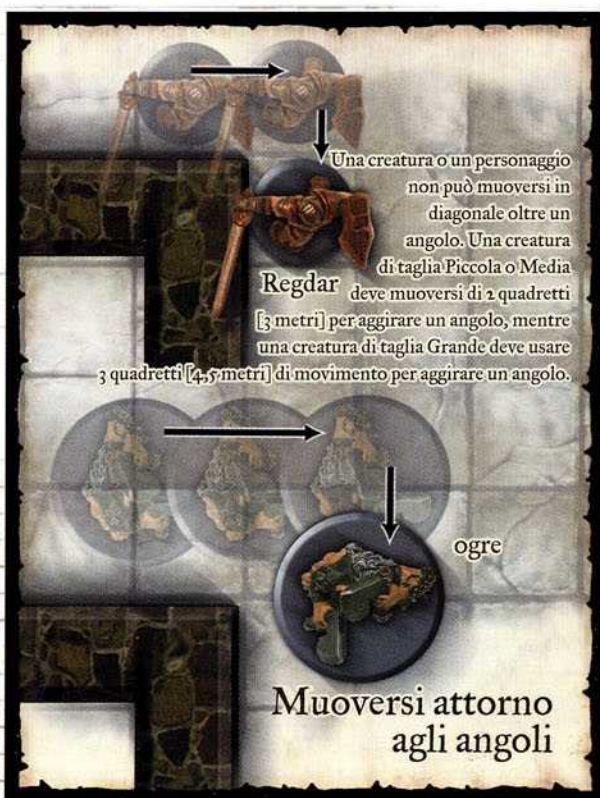 Una creatura o un personaggio
non può muoversi in
diagonale oltre un
angolo. Una creatura
di taglia Piccola o Media
Regdar
deve muoversi di 2 quadretti
[3 metri] per aggirare un angolo, mentre
una creatura di taglia Grande deve usare
3 quadretti [4,5 metri] di movimento per aggirare un angolo.
ogre
Muoversi attorno
agli angoli